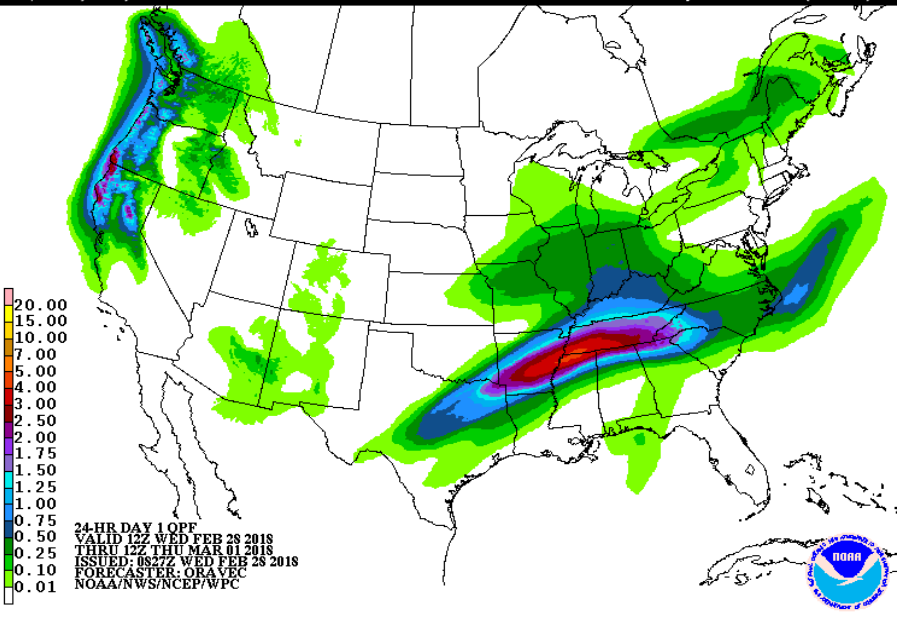 20.00
15.00
10.00
7.00
5.00
4.00
3.00
2.50
2.00
1.75
1.50
1.25
1.00
0.75
0.50
0.25
0.10
0.01
24-HR DAY 1 QPF
VALID 12Z WED FEB 28 2018
THRU 12Z THU MAR 01 2018
ISSUED: 0827Z WED FEB 28 2018
FORECASTER: ORAVEC
NOAA/NWS/NCEP/WPC
NOAA